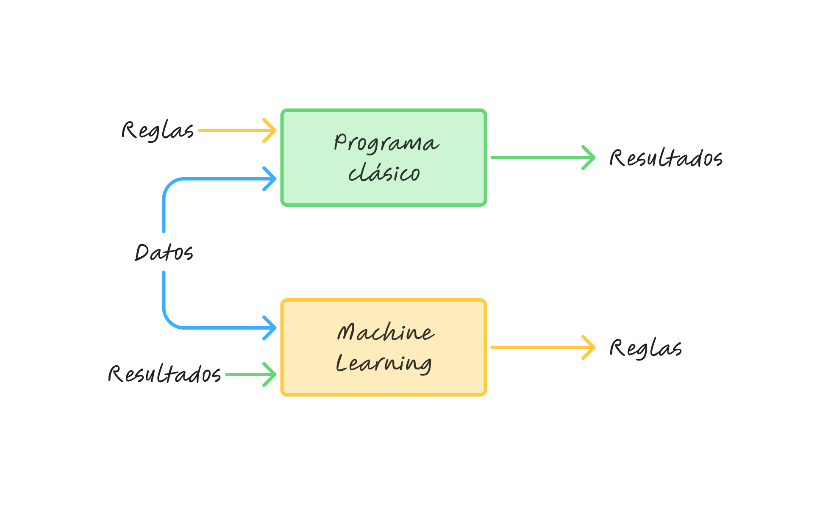 Reglas
Programa
clásico
Resultados
Datos
Machine
Learning
Resultados
Reglas